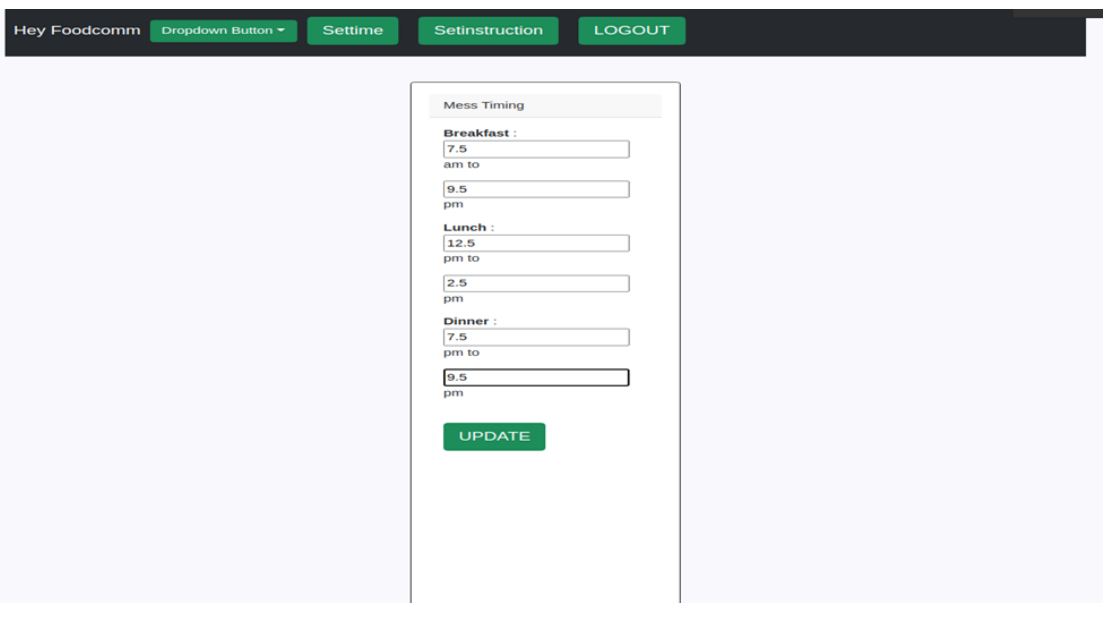 Hey Foodcomm Dropdown Button Settime Setinstruction LOGOUT
Mess Timing
Breakfast :
7.5
am to
9.5
pm
Lunch :
12.5
pm to
2.5
pm
Dinner :
7.5
pm to
9.5
pm
UPDATE